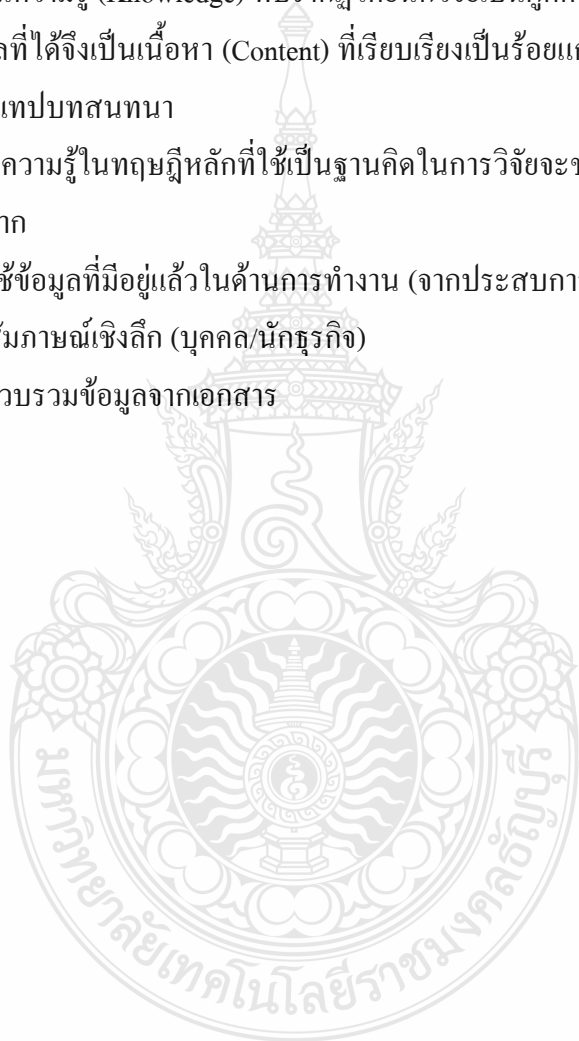 (Knowledge)
ลที่ได้จึงเป็นเนื้อหา (Content) ที่เรียบเรียงเป็นร้อยแก
เทปบทสนทนา
ความรู้ในทฤษฎีหลักที่ใช้เป็นฐานคิดในการวิจัยจะช
าก
ช้ข้อมูลที่มีอยู่แล้วในด้านการทำงาน (จากประสบกา
สัมภาษณ์เชิงลึก (บุคคล/นักธุรกิจ)
วบรวมข้อมูลจากเอกสาร
มหาวิทยาลัยเทคโนโลยีราชมงคลธัญบุรี